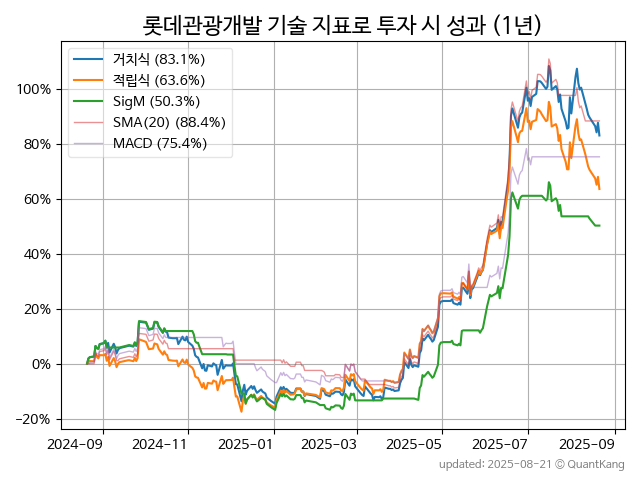 롯데관광개발 기술 지표로 투자 시 성과 (1년)
거치식 (83.1%)
적립식 (63.6%)
SigM (50.3%)
SMA(20) (88.4%)
MACD (75.4%)
100%
80%
60%
40%
20%
0%
−20%
2024-09
2024-11
2025-01
2025-03
2025-05
2025-07
2025-09
updated: 2025-08-21 © QuantKang